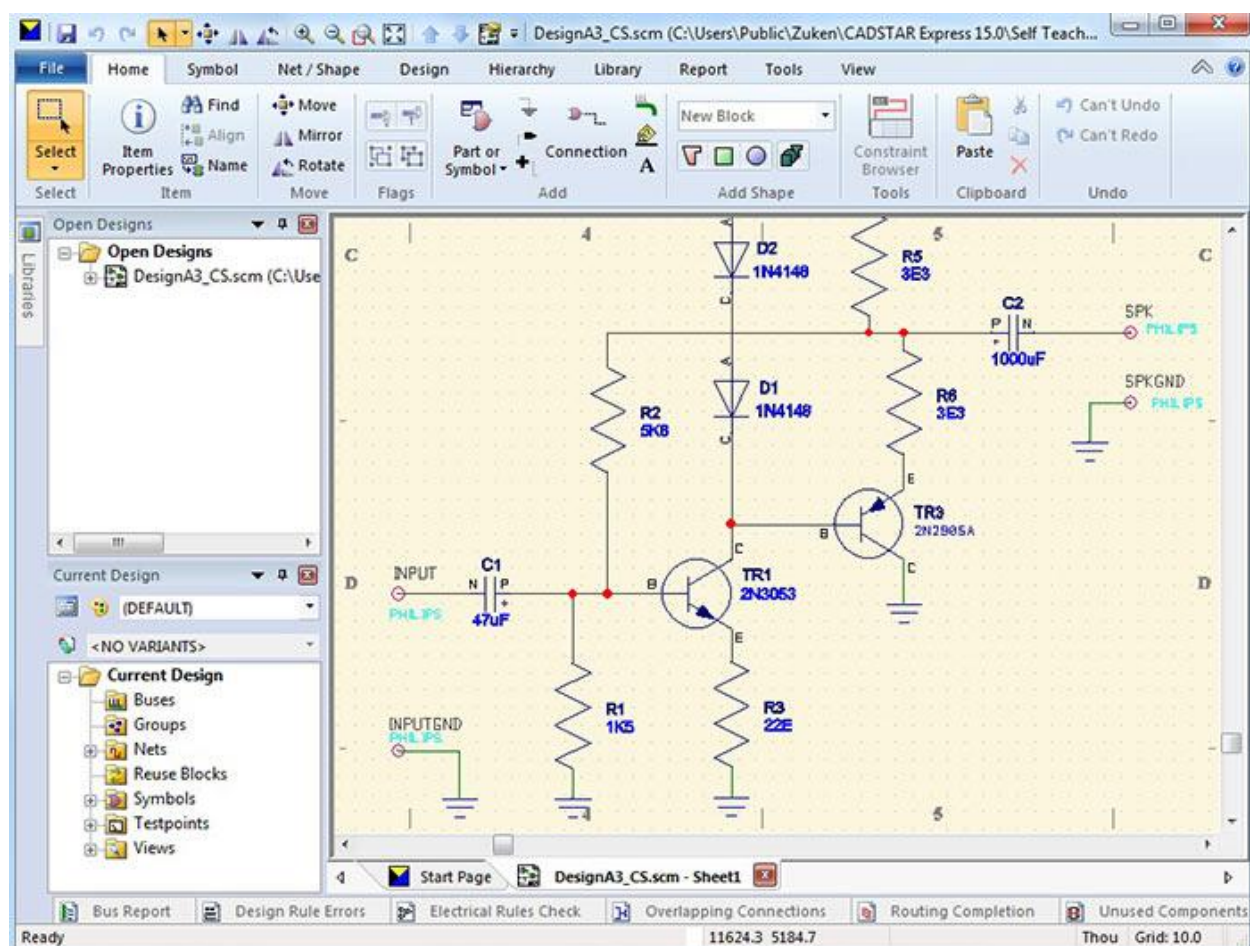 DesignA3_CS.scm (C:\Users\Public\Zuken\CADSTAR Express 15.0\Self Teach...
File Home Symbol Net / Shape Design Hierarchy Library Report Tools View
Select
Item Properties
Find
Align
Name
Move
Mirror
Rotate
Part or Symbol
Connection
A
New Block
Constraint Browser
Paste
Can't Undo
Can't Redo
Select Item Move Flags Add Add Shape Tools Clipboard Undo
Libraries
Open Designs
Open Designs
DesignA3_CS.scm (C:\Use
Current Design
(DEFAULT)
<NO VARIANTS>
Current Design
Buses
Groups
Nets
Reuse Blocks
Symbols
Testpoints
Views
4 5
C C
A
D2
1N4148
C
R5
3E3
C2
P N
1000uF
SPK
PHILIPS
A
D1
1N4148
C
R2
5K6
R6
3E3
SPKGND
PHILIPS
E
TR3
2N2905A
B
C
D D
INPUT
PHILIPS
C1
N P
+
47uF
B
C
TR1
2N3053
E
R1
1K5
R3
22E
INPUTGND
PHILIPS
4 5
Start Page
DesignA3_CS.scm - Sheet1
Bus Report Design Rule Errors Electrical Rules Check Overlapping Connections Routing Completion Unused Components
Ready 11624.3 5184.7 Thou Grid: 10.0